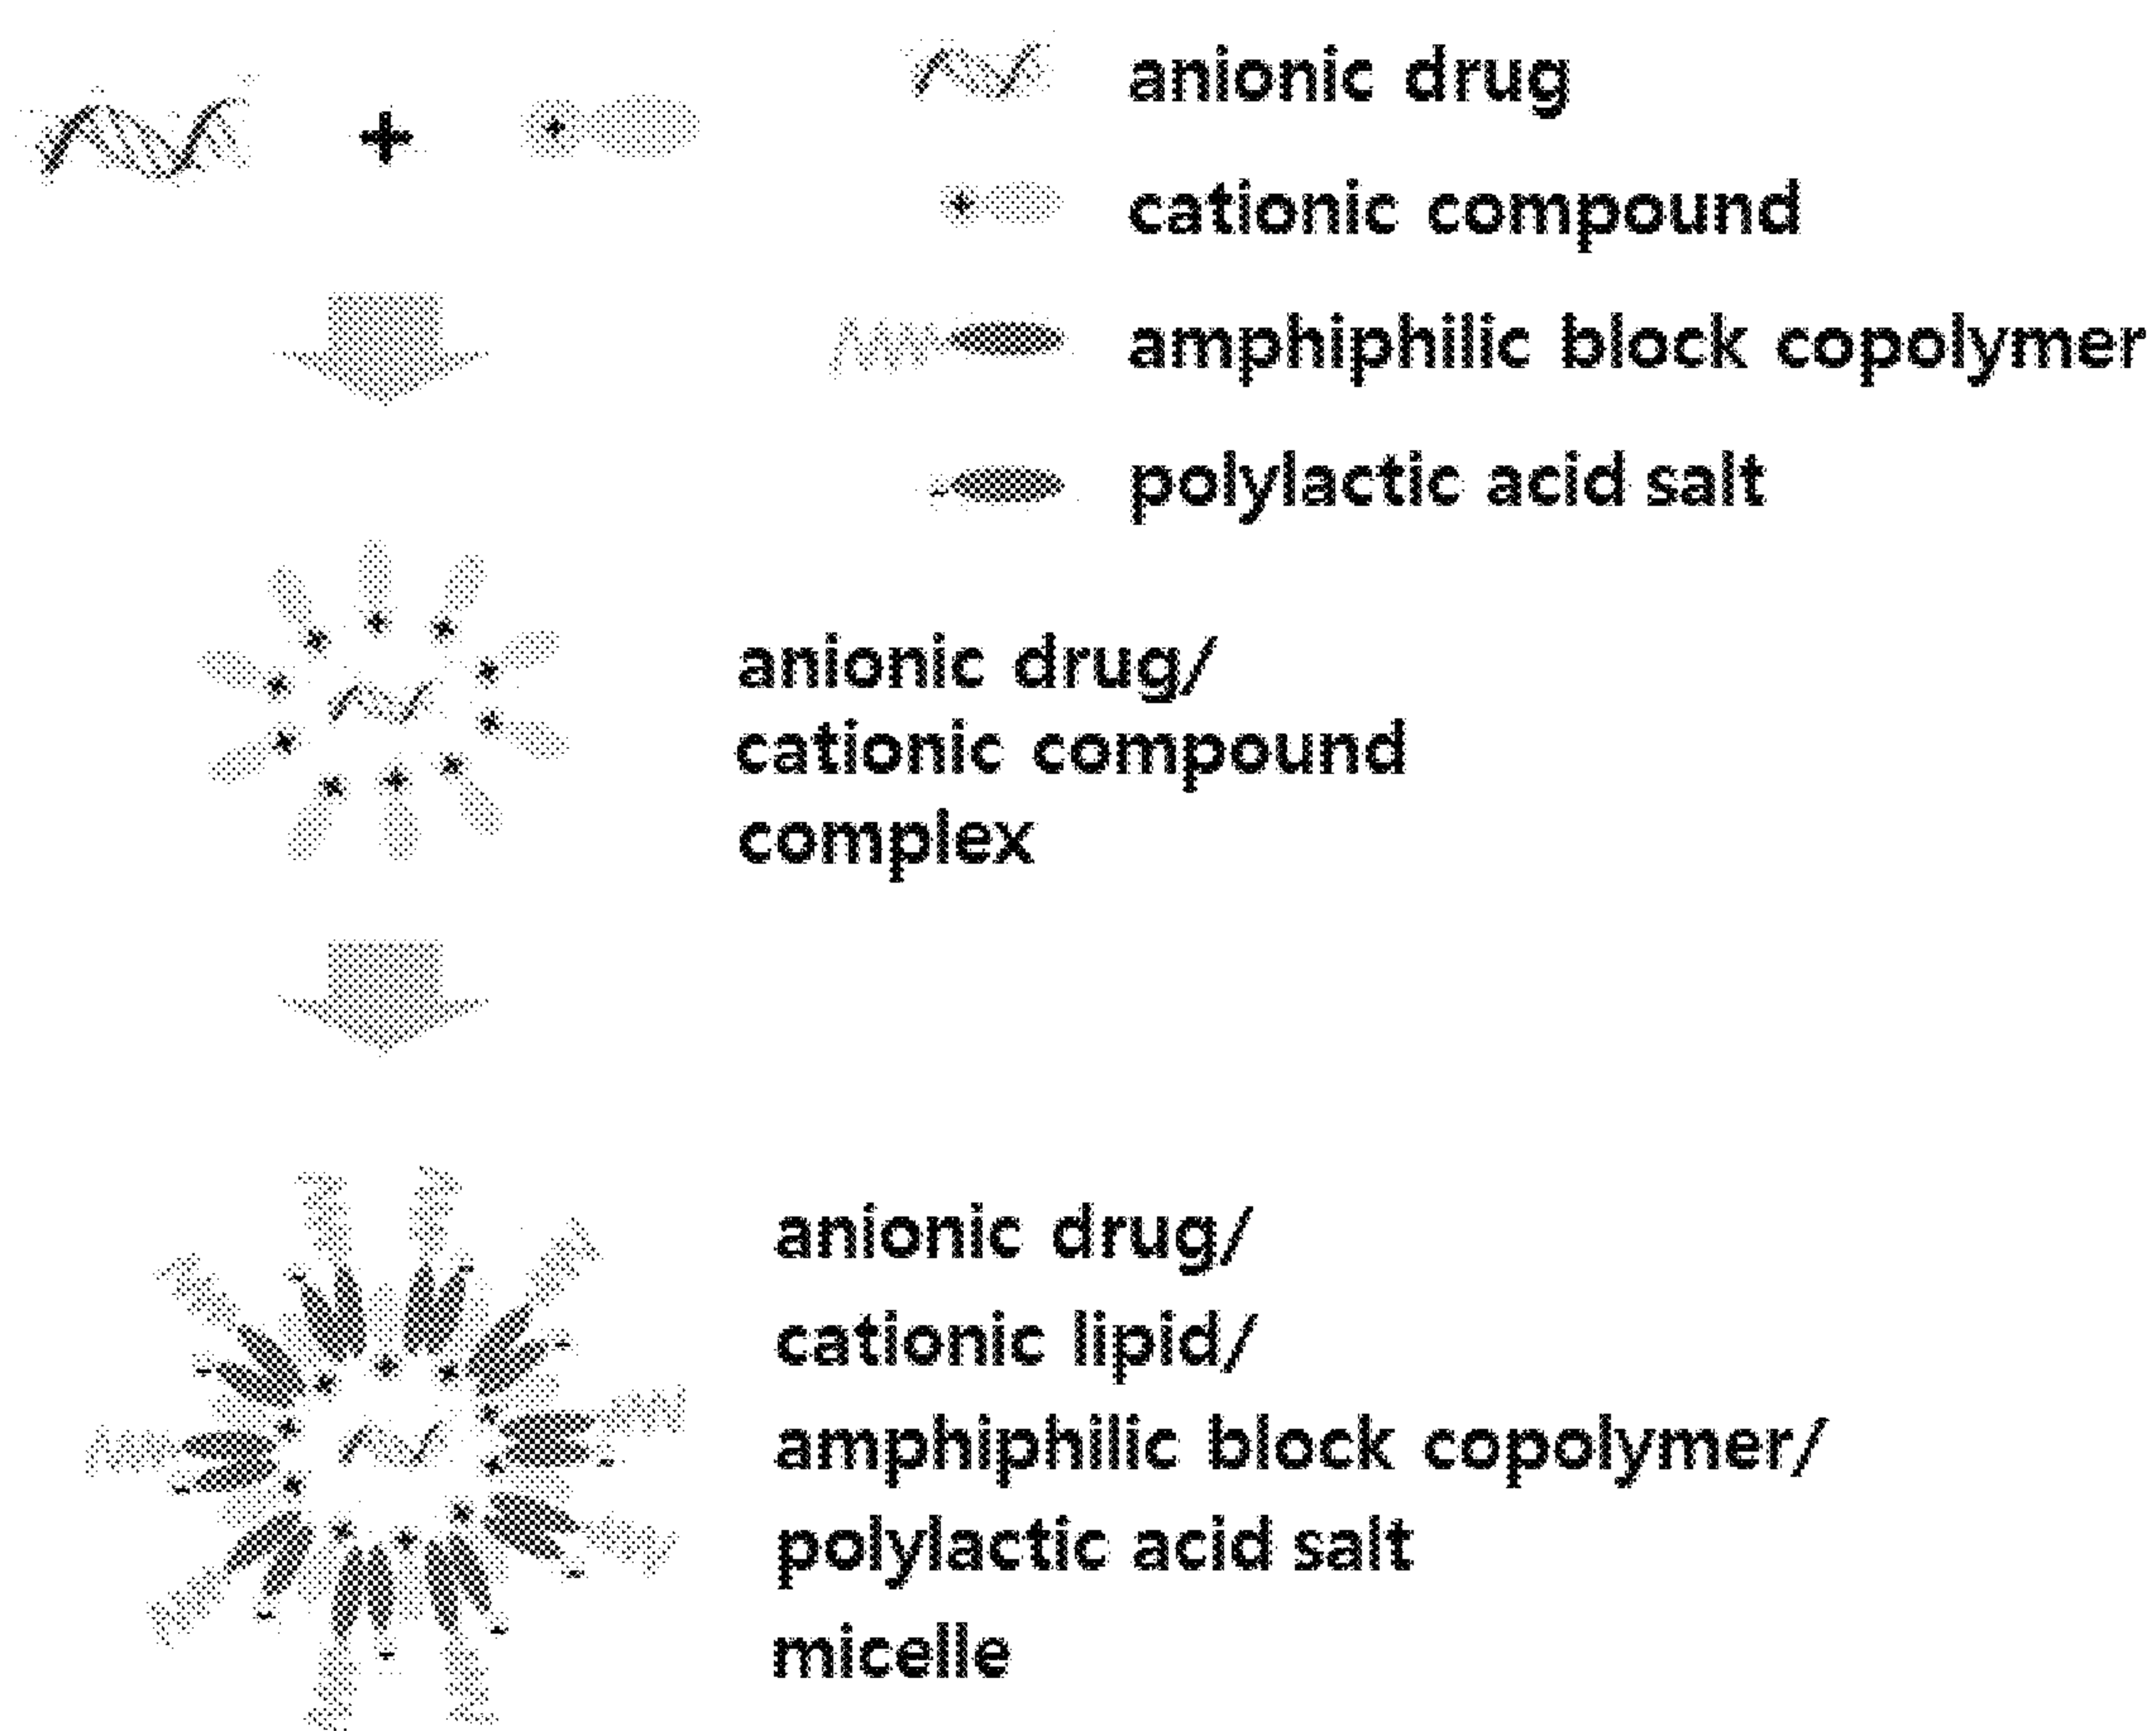 +
anionic drug
cationic compound
amphiphilic block copolymer
polylactic acid salt
anionic drug/
cationic compound
complex
anionic drug/
cationic lipid/
amphiphilic block copolymer/
polylactic acid salt
micelle